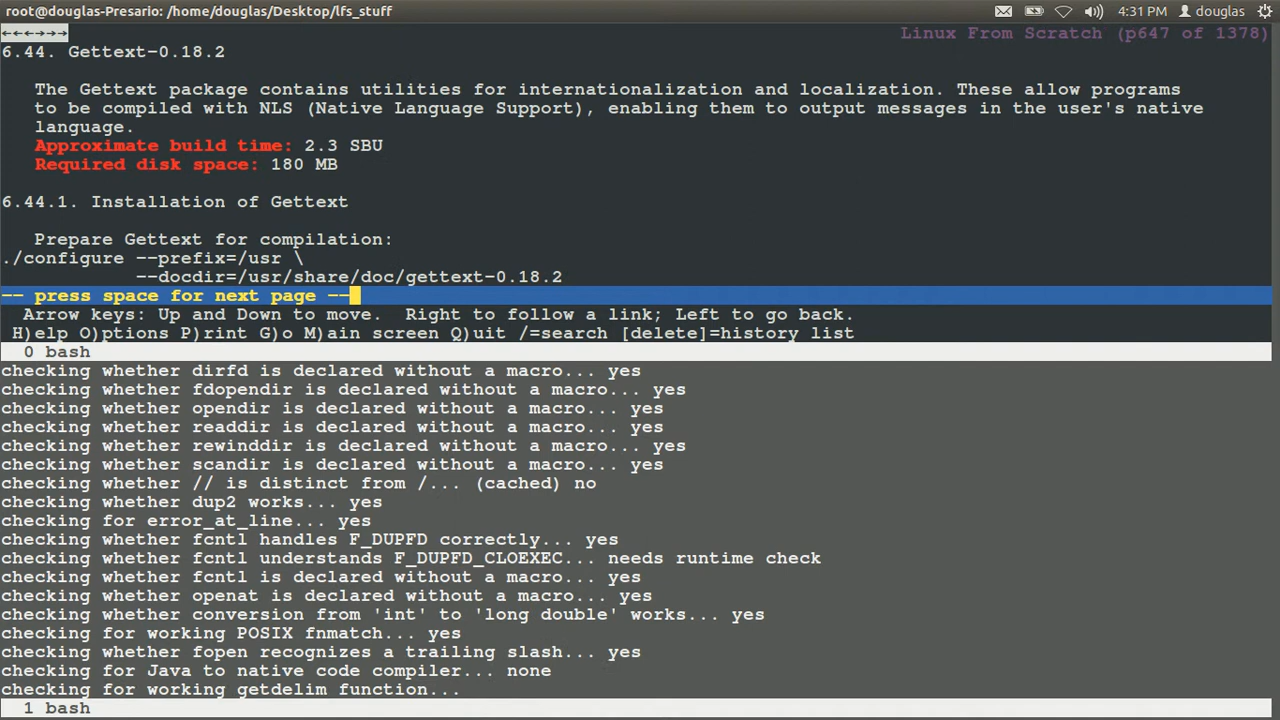 root@douglas-Presario: /home/douglas/Desktop/lfs_stuff 4:31 PM douglas
←←←→→→ Linux From Scratch (p647 of 1378)
6.44. Gettext-0.18.2
The Gettext package contains utilities for internationalization and localization. These allow programs
to be compiled with NLS (Native Language Support), enabling them to output messages in the user's native
language.
Approximate build time: 2.3 SBU
Required disk space: 180 MB
6.44.1. Installation of Gettext
Prepare Gettext for compilation:
./configure --prefix=/usr \
--docdir=/usr/share/doc/gettext-0.18.2
-- press space for next page --
Arrow keys: Up and Down to move.  Right to follow a link; Left to go back.
H)elp O)ptions P)rint G)o M)ain screen Q)uit /=search [delete]=history list
0 bash
checking whether dirfd is declared without a macro... yes
checking whether fdopendir is declared without a macro... yes
checking whether opendir is declared without a macro... yes
checking whether readdir is declared without a macro... yes
checking whether rewinddir is declared without a macro... yes
checking whether scandir is declared without a macro... yes
checking whether // is distinct from /... (cached) no
checking whether dup2 works... yes
checking for error_at_line... yes
checking whether fcntl handles F_DUPFD correctly... yes
checking whether fcntl understands F_DUPFD_CLOEXEC... needs runtime check
checking whether fcntl is declared without a macro... yes
checking whether openat is declared without a macro... yes
checking whether conversion from 'int' to 'long double' works... yes
checking for working POSIX fnmatch... yes
checking whether fopen recognizes a trailing slash... yes
checking for Java to native code compiler... none
checking for working getdelim function...
1 bash